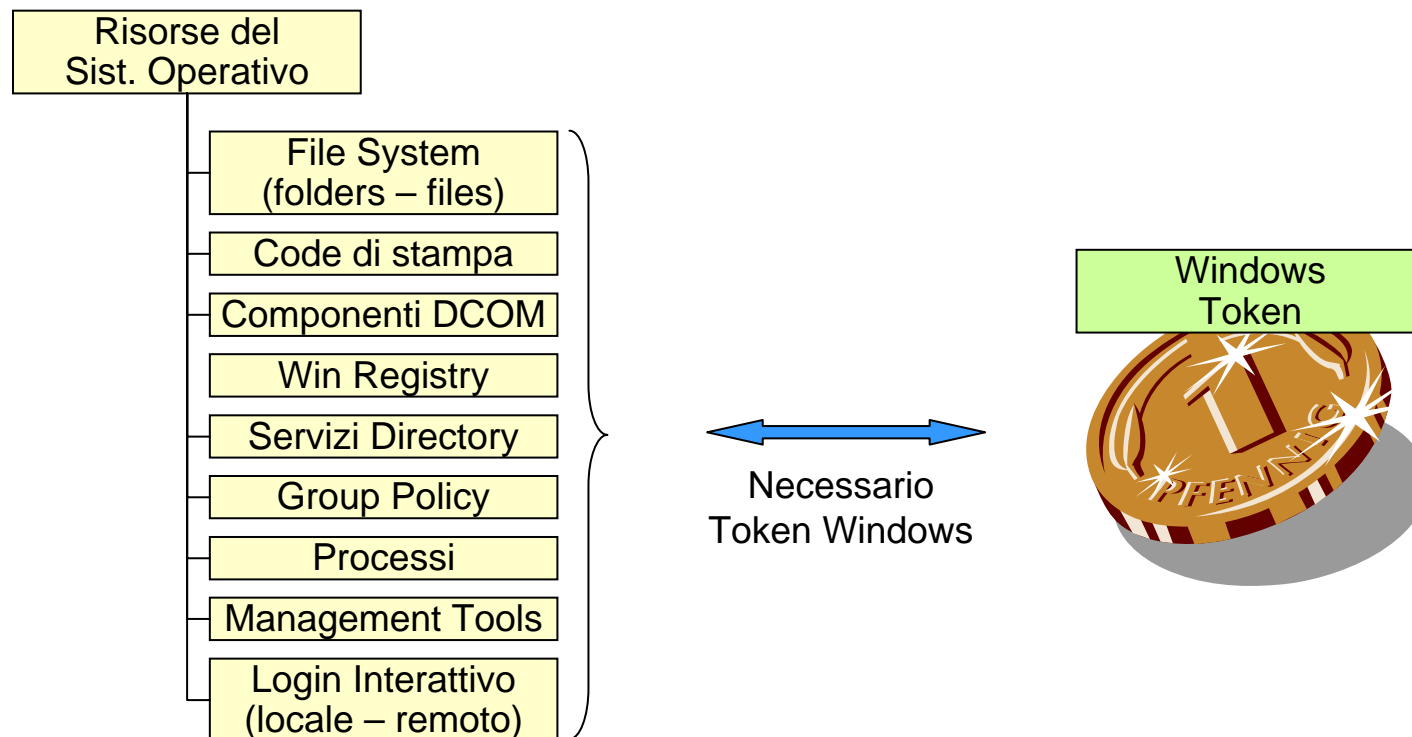 Risorse del
Sist. Operativo
File System
(folders – files)
Code di stampa
Componenti DCOM
Win Registry
Servizi Directory
Group Policy
Processi
Management Tools
Login Interattivo
(locale – remoto)
Necessario
Token Windows
Windows
Token
1
PFENNIG